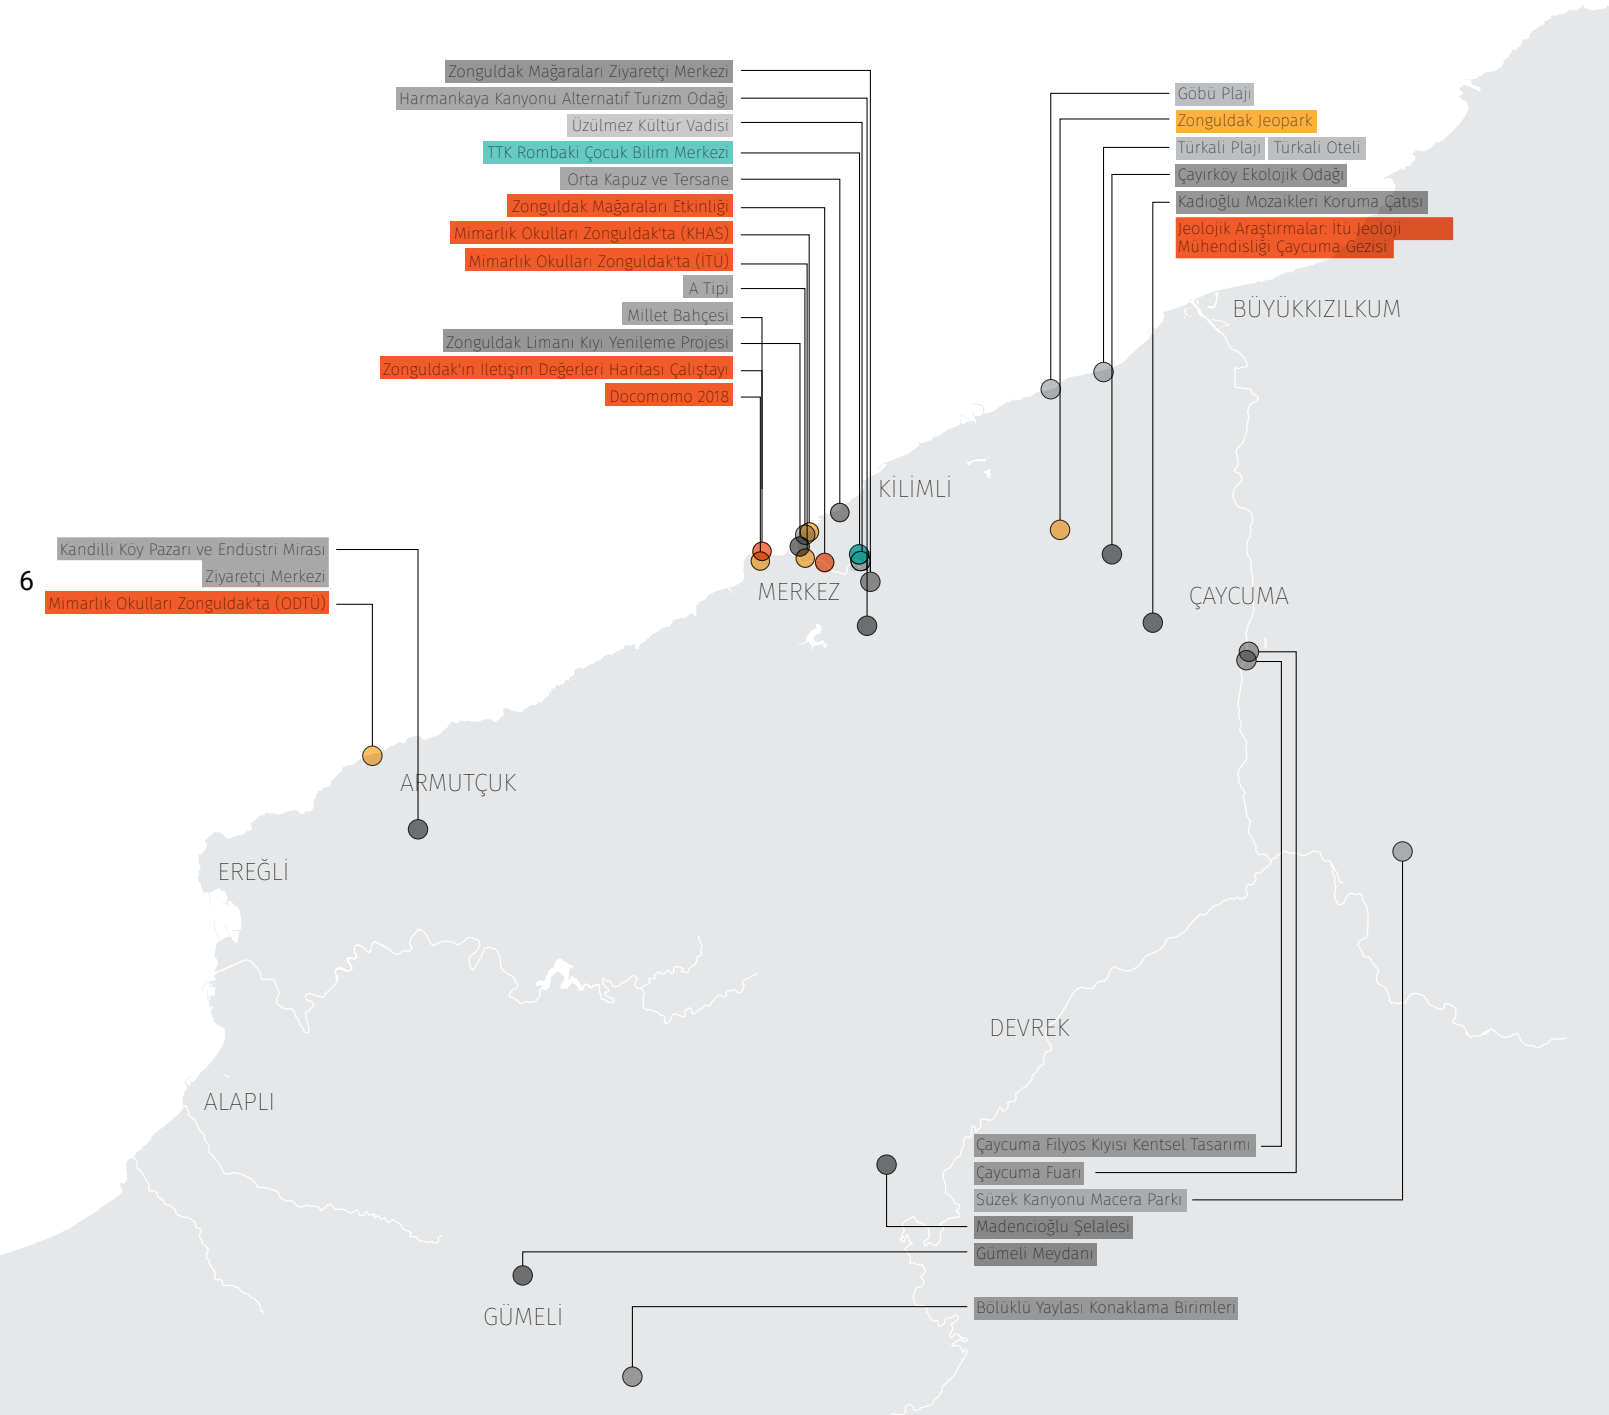 Zonguldak Mağaraları Ziyaretçi Merkezi
Harmankaya Kanyonu Alternatif Turizm Odağı
Üzülmez Kültür Vadisi
TTK Rombaki Çocuk Bilim Merkezi
Orta Kapuz ve Tersane
Zonguldak Mağaraları Etkinliği
Mimarlık Okulları Zonguldak'ta (KHAS)
Mimarlık Okulları Zonguldak'ta (İTÜ)
A Tipi
Millet Bahçesi
Zonguldak Limanı Kıyı Yenileme Projesi
Zonguldak'ın İletişim Değerleri Haritası Çalıştayı
Docomomo 2018
Göbü Plajı
Zonguldak Jeopark
Türkali Plajı Türkali Oteli
Çayırköy Ekolojik Odağı
Kadıoğlu Mozaikleri Koruma Çatısı
Jeolojik Araştırmalar: İtü Jeoloji
Mühendisliği Çaycuma Gezisi
BÜYÜKKIZILKUM
KİLİMLİ
Kandilli Köy Pazarı ve Endüstri Mirası
Ziyaretçi Merkezi
6
Mimarlık Okulları Zonguldak'ta (ODTÜ)
MERKEZ
ÇAYCUMA
ARMUTÇUK
EREĞLİ
DEVREK
ALAPLI
Çaycuma Filyos Kıyısı Kentsel Tasarımı
Çaycuma Fuarı
Süzek Kanyonu Macera Parkı
Madencioğlu Şelalesi
Gümeli Meydanı
GÜMELİ
Bölüklü Yaylası Konaklama Birimleri